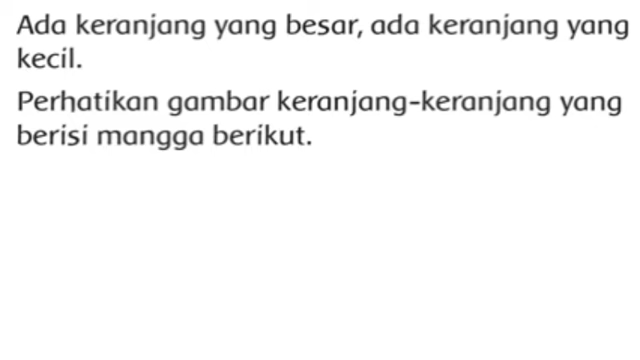 Ada keranjang yang besar, ada keranjang yang
kecil.
Perhatikan gambar keranjang-keranjang yang
berisi mangga berikut.